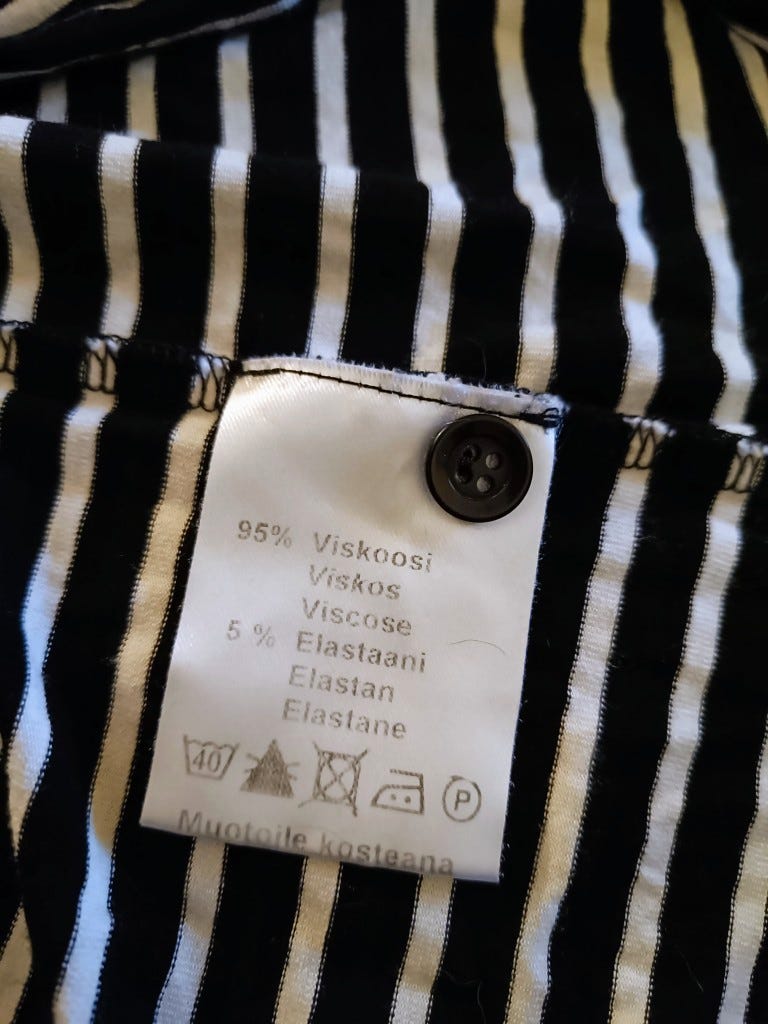 95% Viskoosi
Viskos
Viscose
5 % Elastaani
Elastan
Elastane
40 P
Muotoile kosteana